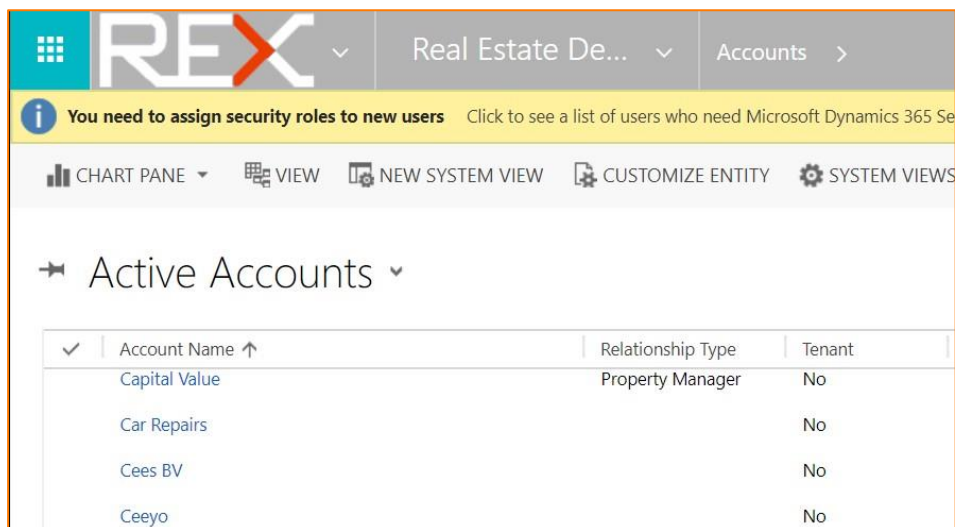 REX Real Estate De... Accounts
You need to assign security roles to new users Click to see a list of users who need Microsoft Dynamics 365 Se
CHART PANE VIEW NEW SYSTEM VIEW CUSTOMIZE ENTITY SYSTEM VIEWS
Active Accounts
Account Name Relationship Type Tenant
Capital Value Property Manager No
Car Repairs No
Cees BV No
Ceeyo No